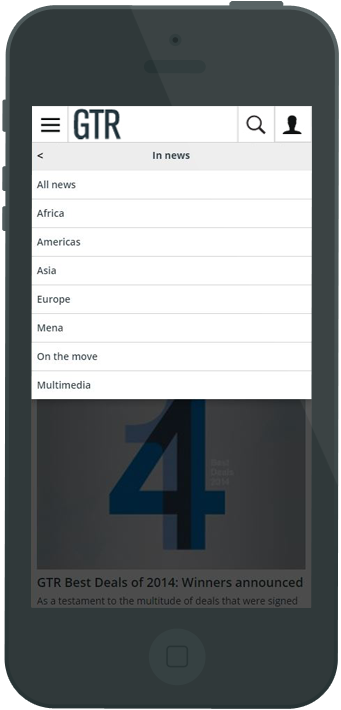 GTR
< In news
All news
Africa
Americas
Asia
Europe
Mena
On the move
Multimedia
14
Best
Deals
2014
GTR Best Deals of 2014: Winners announced
As a testament to the multitude of deals that were signed